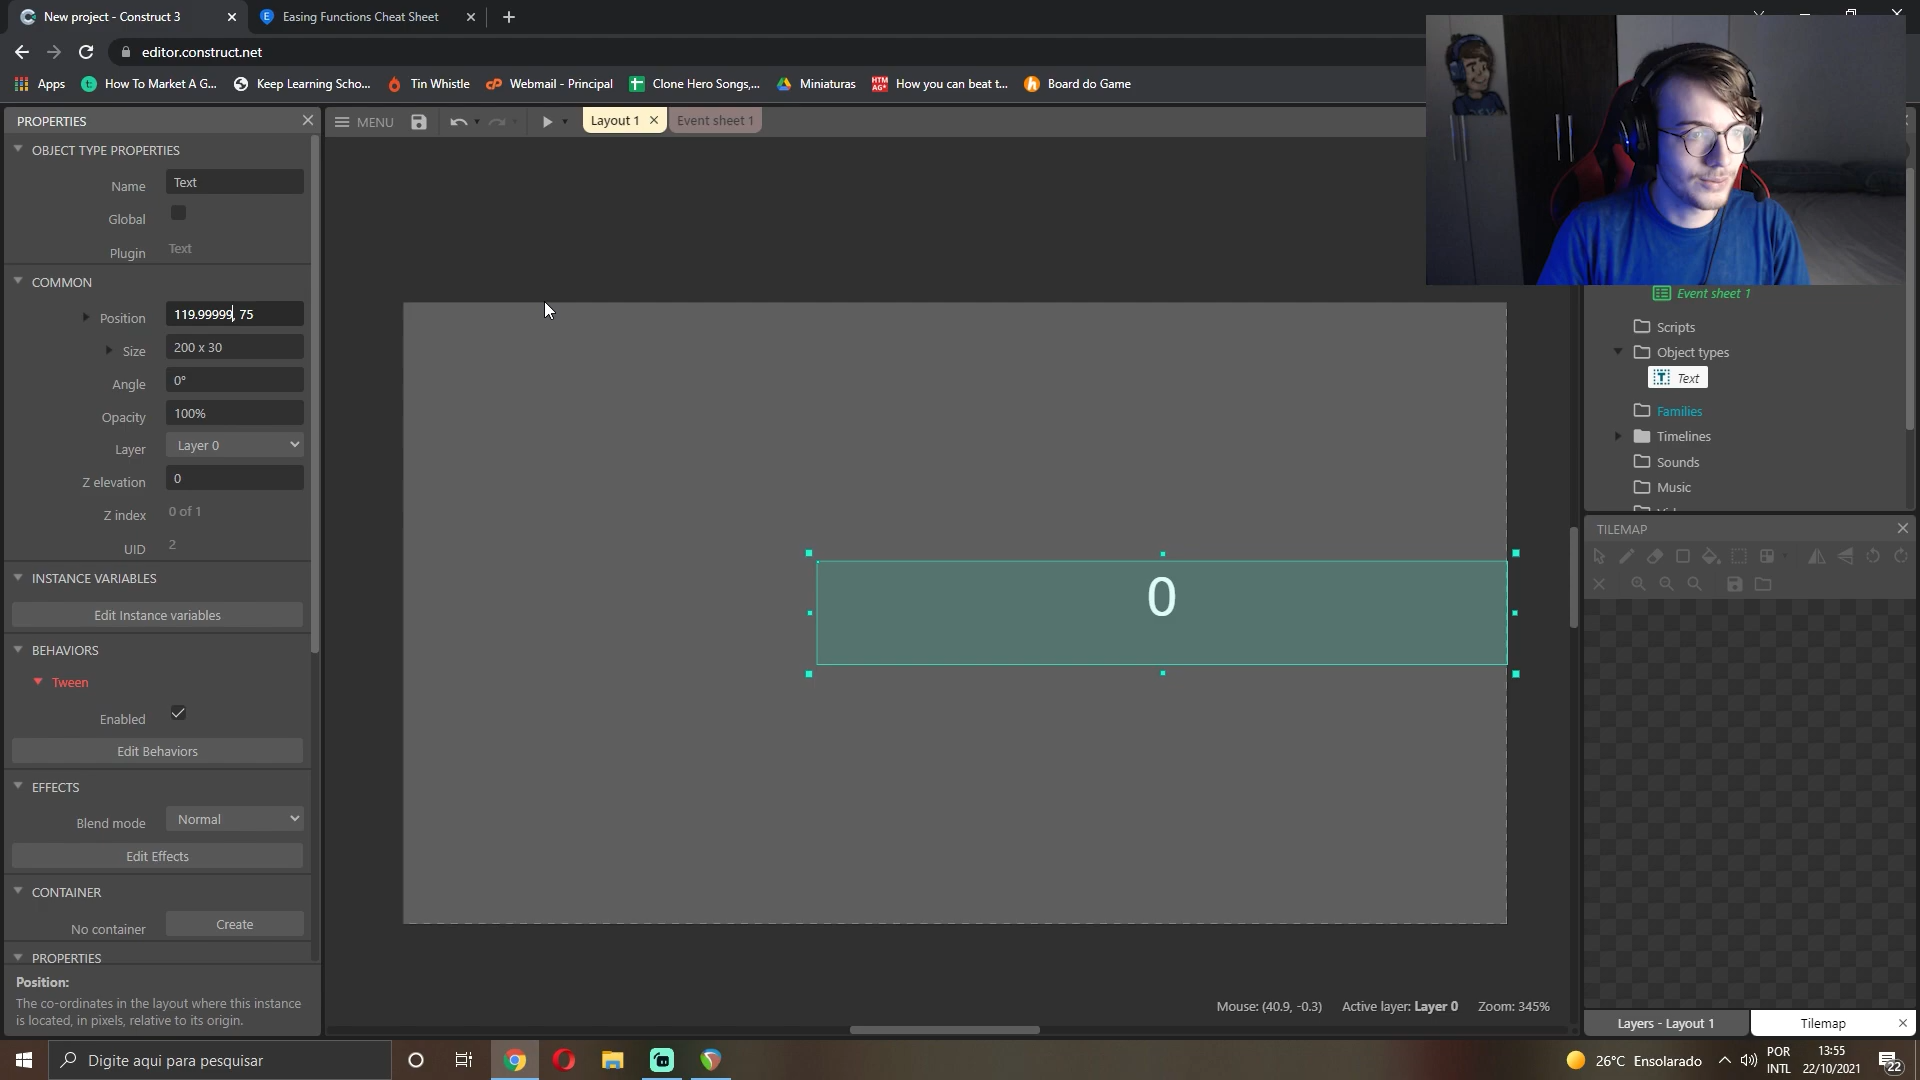 New project - Construct 3
Easing Functions Cheat Sheet
editor.construct.net
Apps
How To Market A G...
Keep Learning Scho...
Tin Whistle
Webmail - Principal
Clone Hero Songs,...
Miniaturas
How you can beat t...
Board do Game
PROPERTIES
MENU
Layout 1
Event sheet 1
OBJECT TYPE PROPERTIES
Name
Text
Global
Plugin
Text
COMMON
Position
119.99999, 75
Size
200 x 30
Angle
0°
Opacity
100%
Layer
Layer 0
Z elevation
0
Z index
0 of 1
UID
2
INSTANCE VARIABLES
Edit Instance variables
BEHAVIORS
Tween
Enabled
Edit Behaviors
EFFECTS
Blend mode
Normal
Edit Effects
CONTAINER
No container
Create
PROPERTIES
Position:
The co-ordinates in the layout where this instance
is located, in pixels, relative to its origin.
0
Mouse: (40.9, -0.3)
Active layer: Layer 0
Zoom: 345%
Event sheet 1
Scripts
Object types
Text
Families
Timelines
Sounds
Music
TILEMAP
Layers - Layout 1
Tilemap
Digite aqui para pesquisar
26°C Ensolarado
POR
INTL
13:55
22/10/2021
22